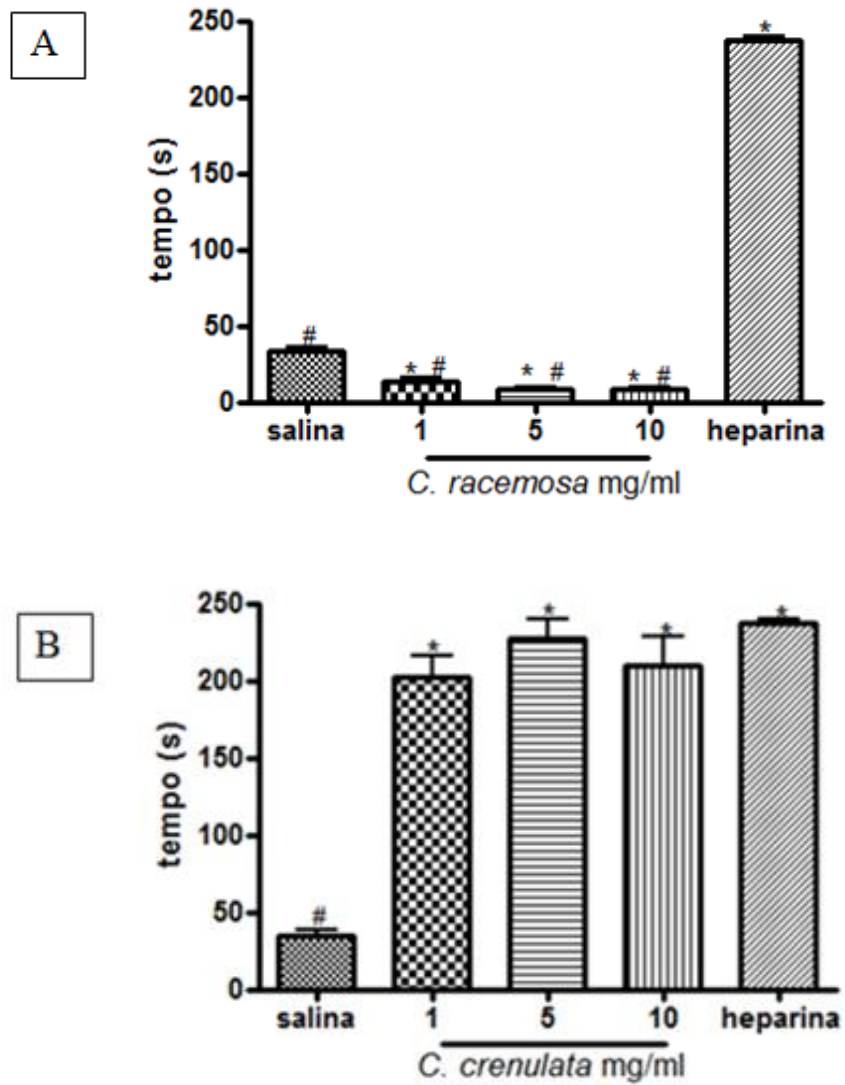 A
tempo (s)
250
200
150
100
50
0
#
* #
* #
* #
*
salina 1 5 10 heparina
C. racemosa mg/ml
B
tempo (s)
250
200
150
100
50
0
#
*
*
*
*
salina 1 5 10 heparina
C. crenulata mg/ml